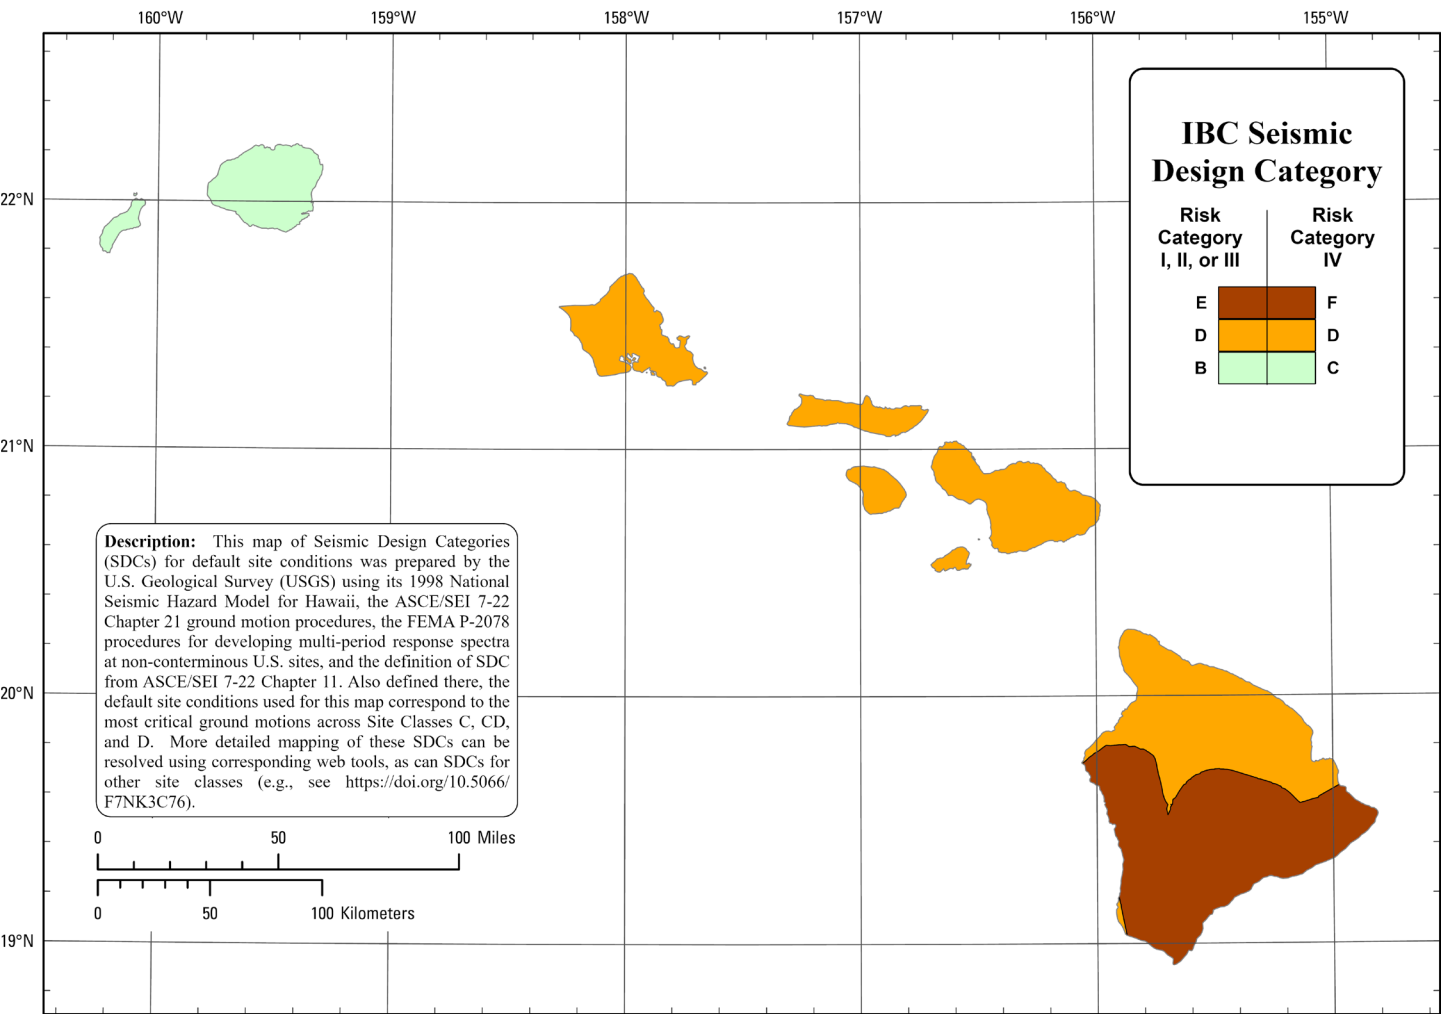 160°W 159°W 158°W 157°W 156°W 155°W
22°N
21°N
20°N
19°N
IBC Seismic
Design Category
Risk
Category
I, II, or III
Risk
Category
IV
E F
D D
B C
Description: This map of Seismic Design Categories
(SDCs) for default site conditions was prepared by the
U.S. Geological Survey (USGS) using its 1998 National
Seismic Hazard Model for Hawaii, the ASCE/SEI 7-22
Chapter 21 ground motion procedures, the FEMA P-2078
procedures for developing multi-period response spectra
at non-conterminous U.S. sites, and the definition of SDC
from ASCE/SEI 7-22 Chapter 11. Also defined there, the
default site conditions used for this map correspond to the
most critical ground motions across Site Classes C, CD,
and D. More detailed mapping of these SDCs can be
resolved using corresponding web tools, as can SDCs for
other site classes (e.g., see https://doi.org/10.5066/
F7NK3C76).
0 50 100 Miles
0 50 100 Kilometers